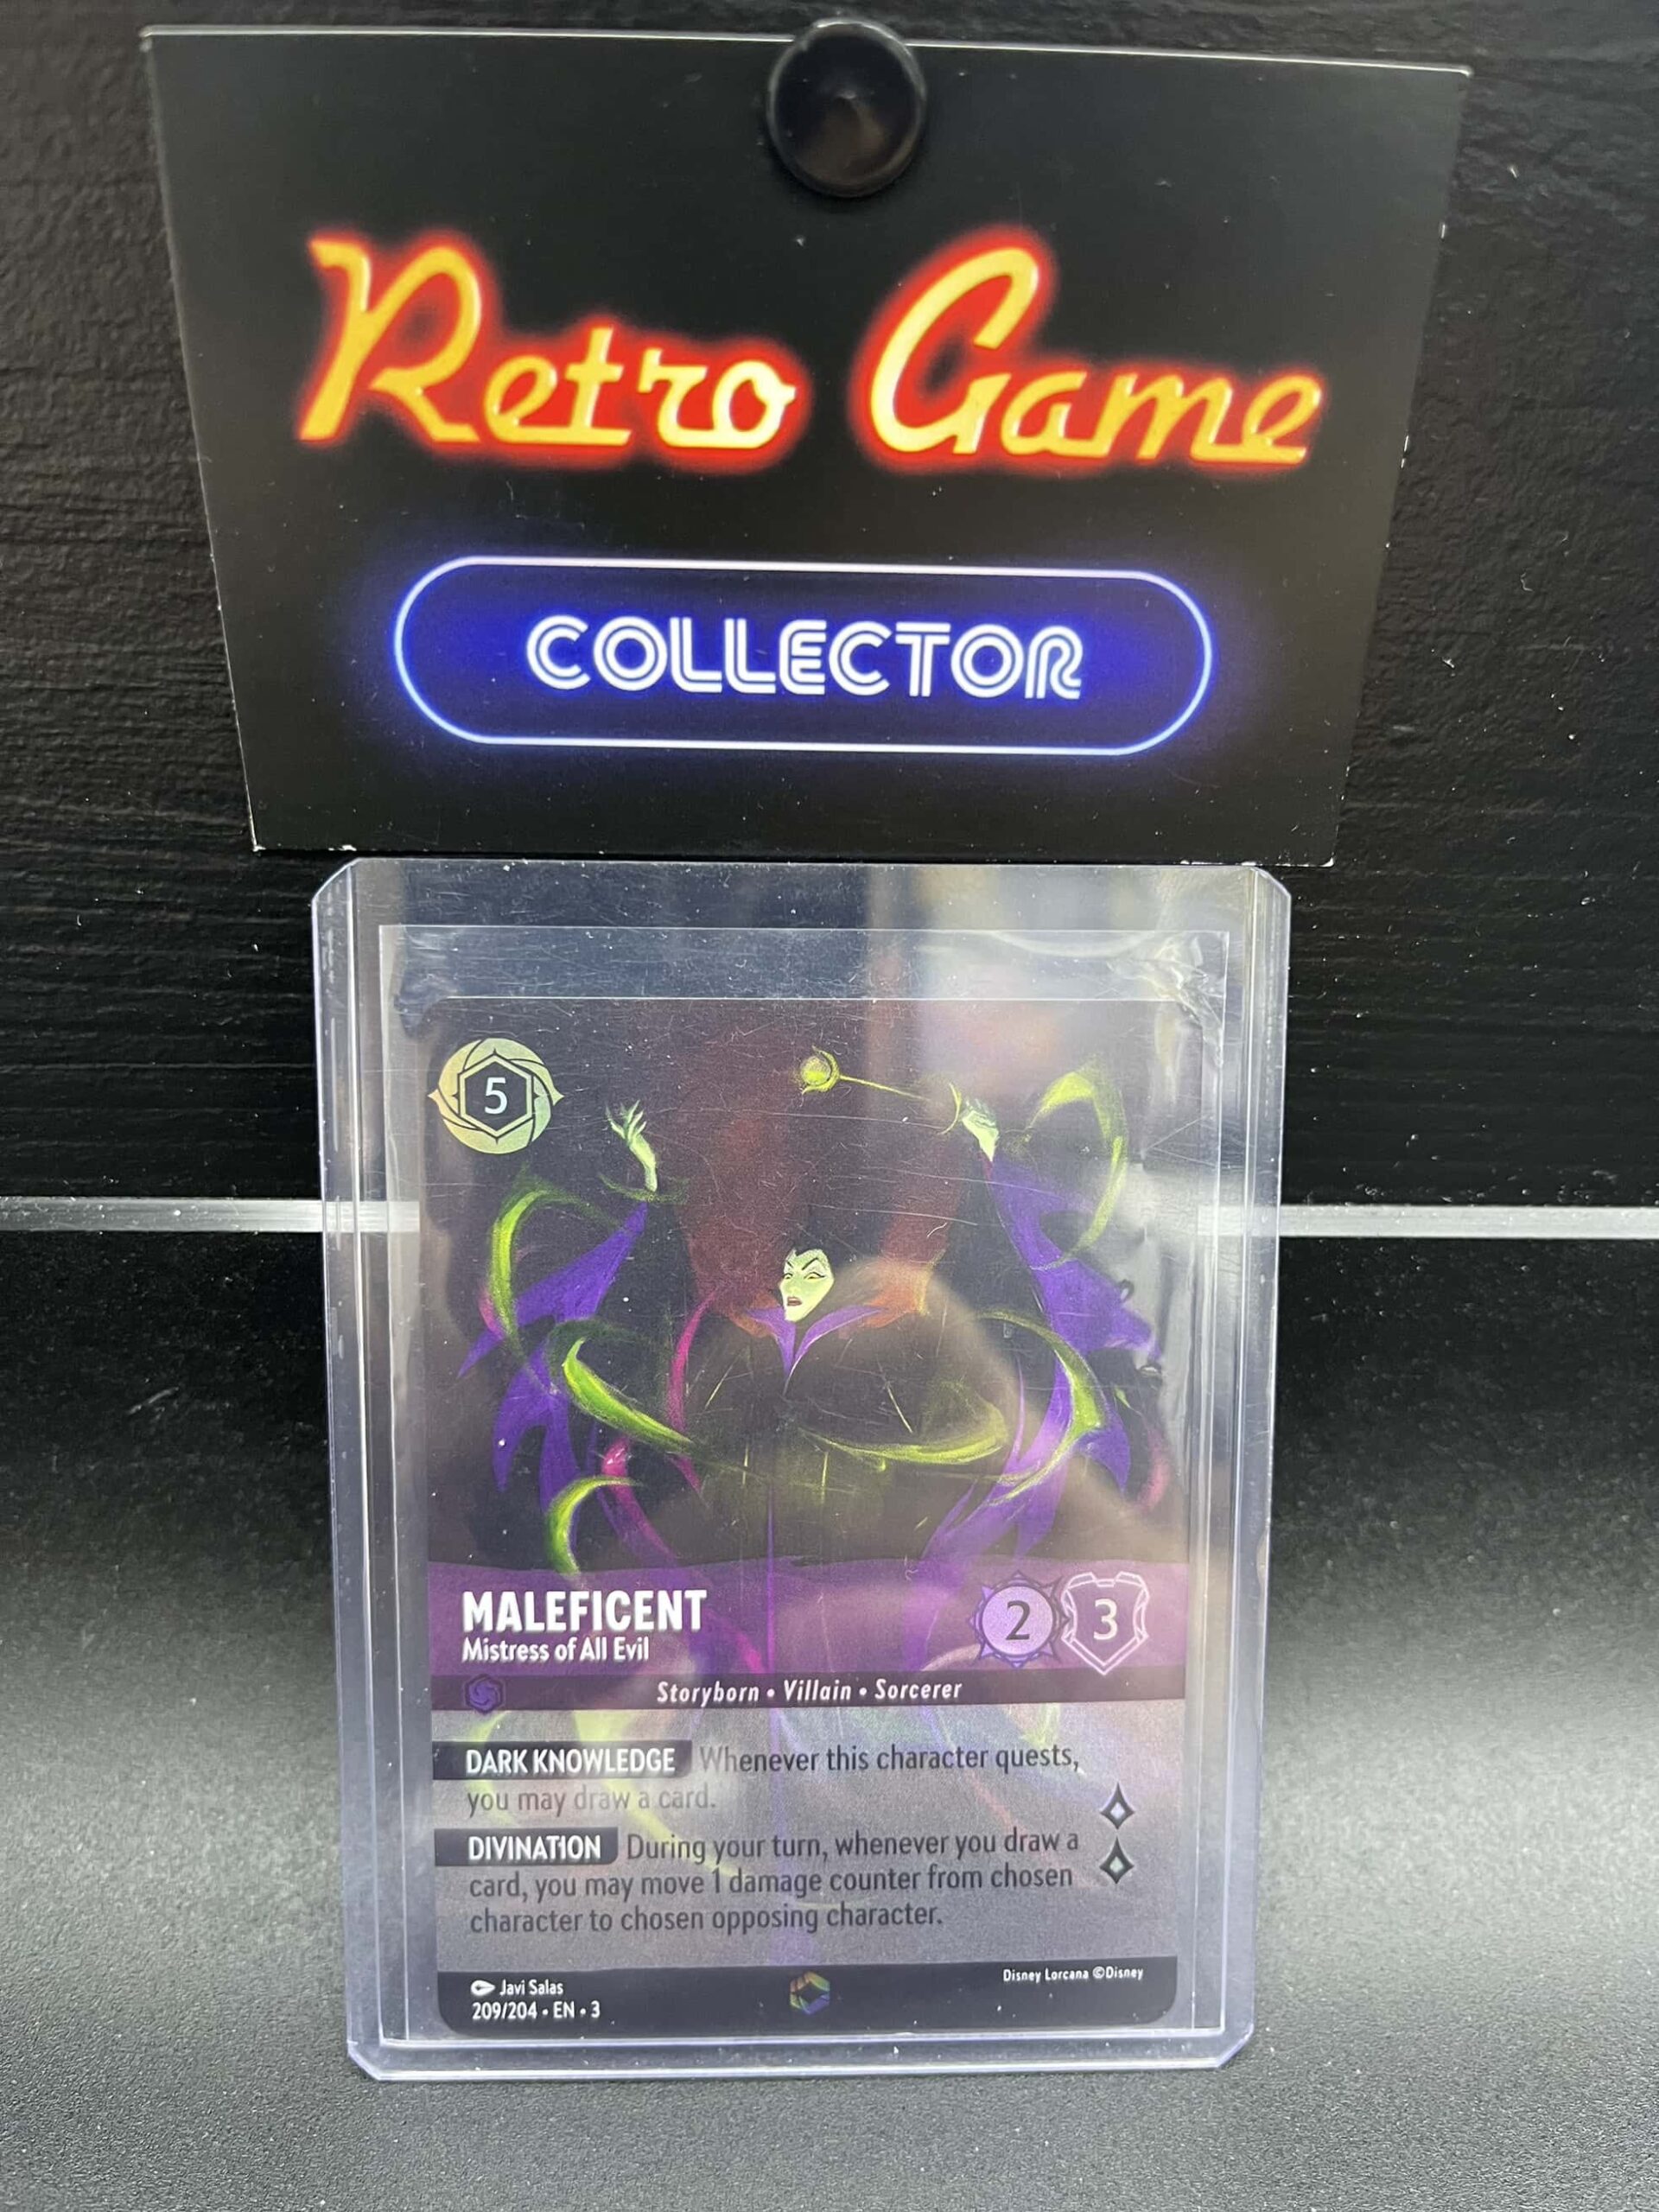 Retro Game
COLLECTOR
5
MALEFICENT
Mistress of All Evil
2 3
Storyborn • Villain • Sorcerer
DARK KNOWLEDGE Whenever this character quests,
you may draw a card.
DIVINATION During your turn, whenever you draw a
card, you may move 1 damage counter from chosen
character to chosen opposing character.
Javi Salas
209/204 • EN • 3
Disney Lorcana ©Disney